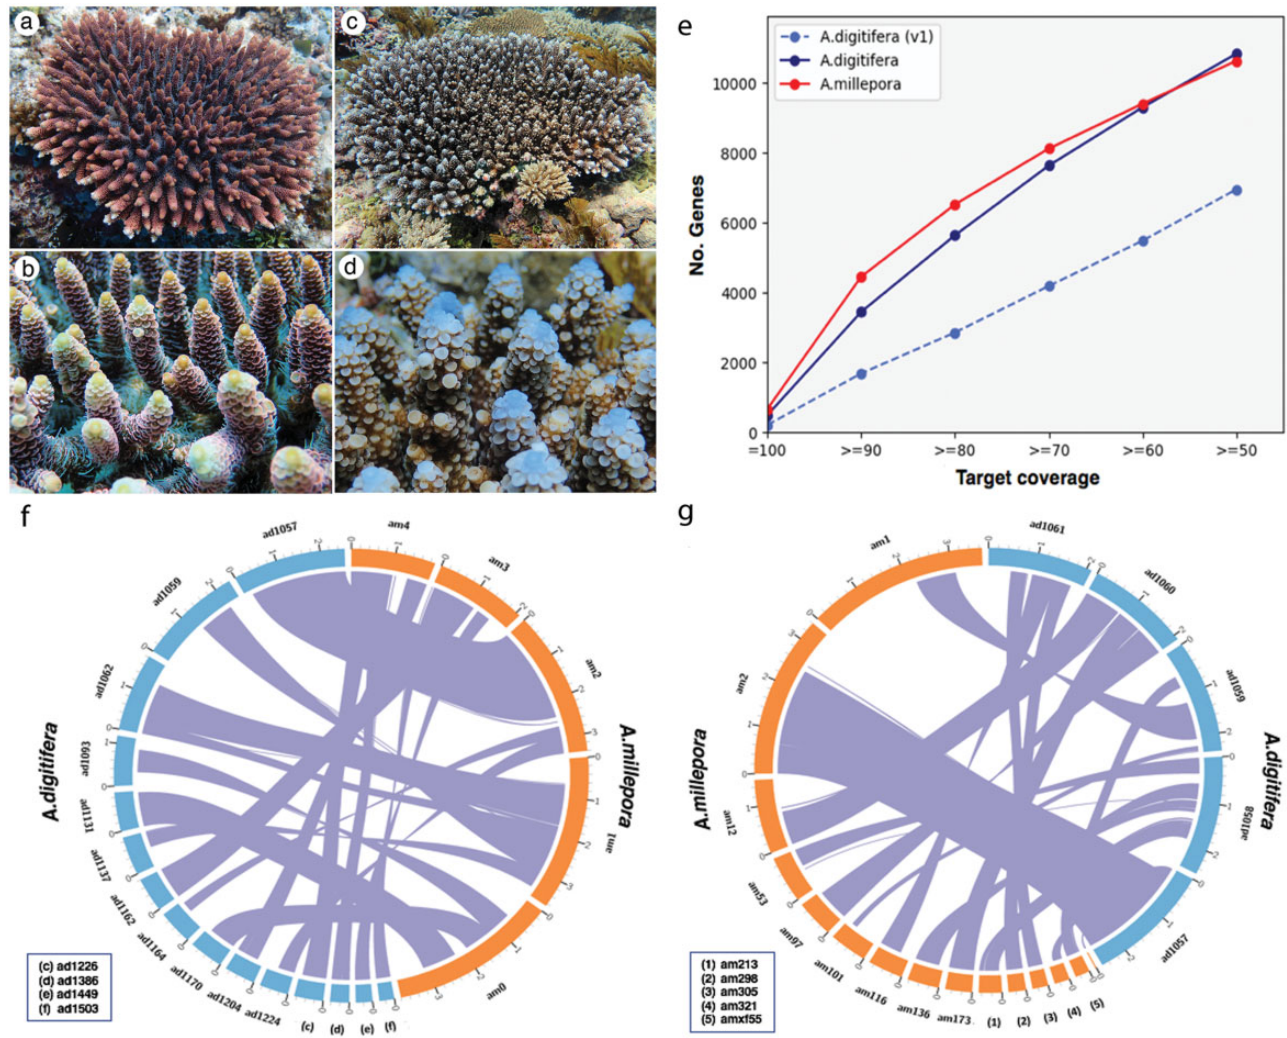 a
c
b
d
e
A.digitifera (v1)
A.digitifera
A.millepora
No. Genes
10000
8000
6000
4000
2000
0
=100 >=90 >=80 >=70 >=60 >=50
Target coverage
f
A.digitifera
A.millepora
ad1057
am4
am3
am2
am1
am0
ad1059
ad1062
ad1093
ad1131
ad1137
ad1162
ad1164
ad1170
ad1204
ad1224
(c)
(d)
(e)
(f)
(c) ad1226
(d) ad1386
(e) ad1449
(f) ad1503
g
A.millepora
A.digitifera
am1
ad1061
ad1060
ad1059
ad1058
ad1057
am2
am12
am53
am97
am101
am116
am136
am173
(1)
(2)
(3)
(4)
(5)
(1) am213
(2) am298
(3) am305
(4) am321
(5) amxf55